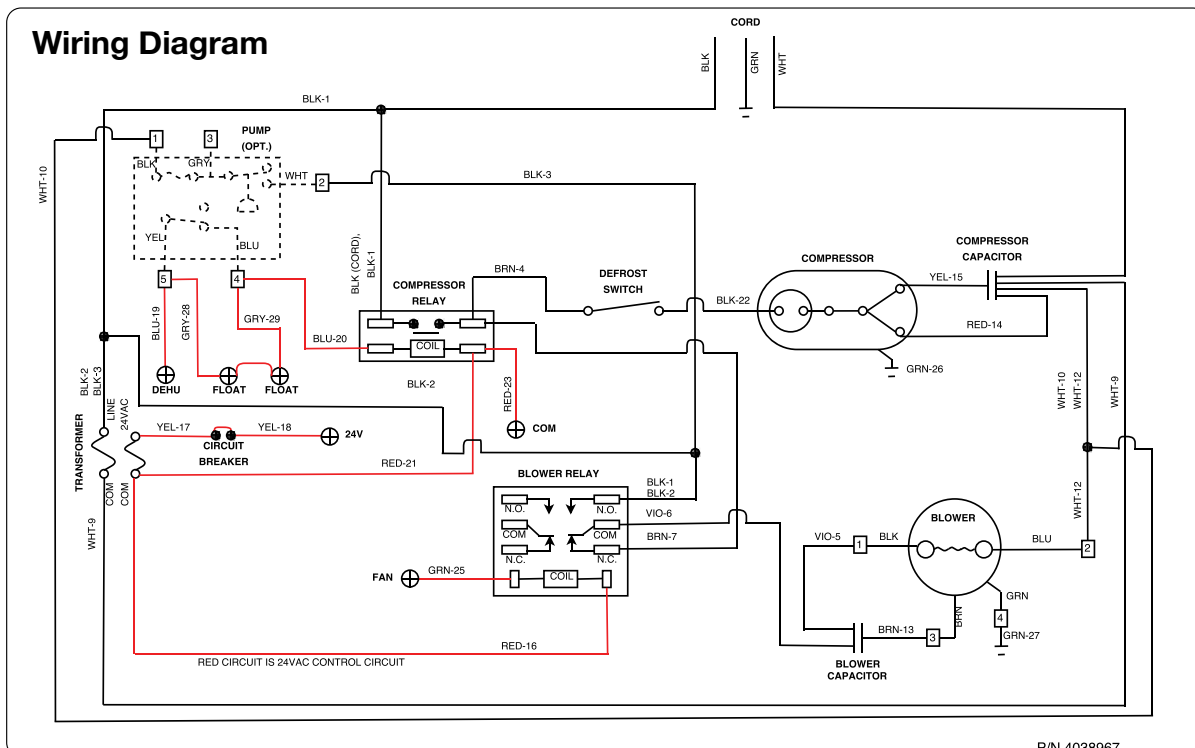 Wiring Diagram
CORD
BLK
GRN
WHT
BLK-1
1
3
PUMP
(OPT.)
BLK
GRY
WHT
2
BLK-3
WHT-10
YEL
BLU
5
4
BLK (CORD),
BLK-1
BRN-4
COMPRESSOR
RELAY
COIL
DEFROST
SWITCH
BLK-22
COMPRESSOR
COMPRESSOR
CAPACITOR
YEL-15
RED-14
GRN-26
BLU-19
GRY-28
GRY-29
BLU-20
DEHU
FLOAT
FLOAT
BLK-2
RED-23
COM
BLK-2
BLK-3
LINE
24VAC
TRANSFORMER
COM
COM
WHT-9
YEL-17
YEL-18
CIRCUIT
BREAKER
24V
RED-21
WHT-10
WHT-12
WHT-9
WHT-12
BLOWER RELAY
N.O.
COM
N.C.
N.O.
COM
N.C.
COIL
BLK-1
BLK-2
VIO-6
BRN-7
FAN
GRN-25
RED-16
RED CIRCUIT IS 24VAC CONTROL CIRCUIT
BLOWER
VIO-5
1
BLK
BLU
2
BRN
GRN
4
GRN-27
BRN-13
3
BLOWER
CAPACITOR
P/N 4038967